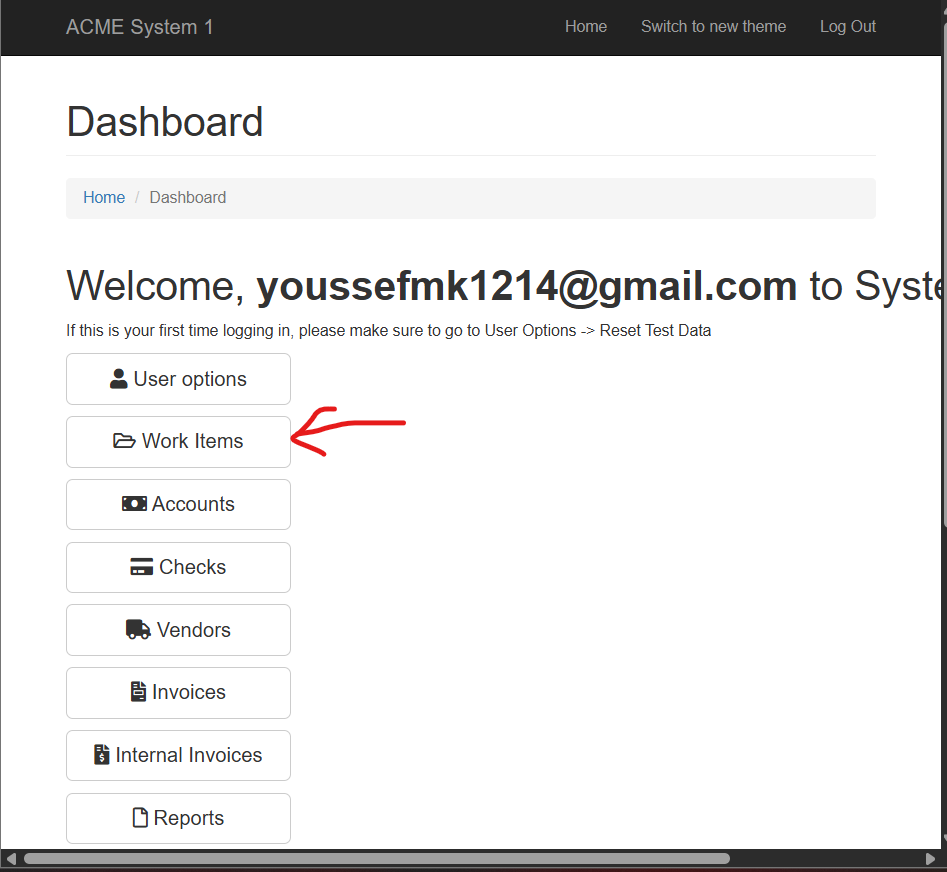 ACME System 1
Home Switch to new theme Log Out
Dashboard
Home / Dashboard
Welcome, youssefmk1214@gmail.com to Syste
If this is your first time logging in, please make sure to go to User Options -> Reset Test Data
User options
Work Items
Accounts
Checks
Vendors
Invoices
Internal Invoices
Reports